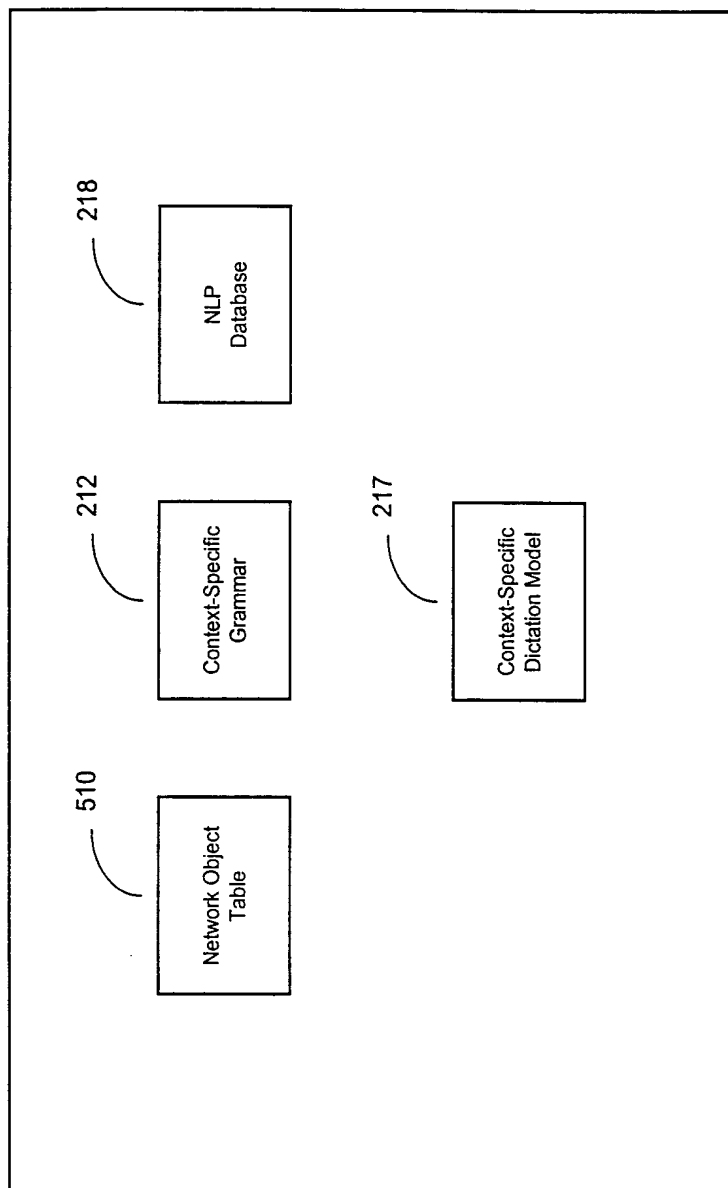 510
Network Object
Table
212
Context-Specific
Grammar
218
NLP
Database
217
Context-Specific
Dictation Model